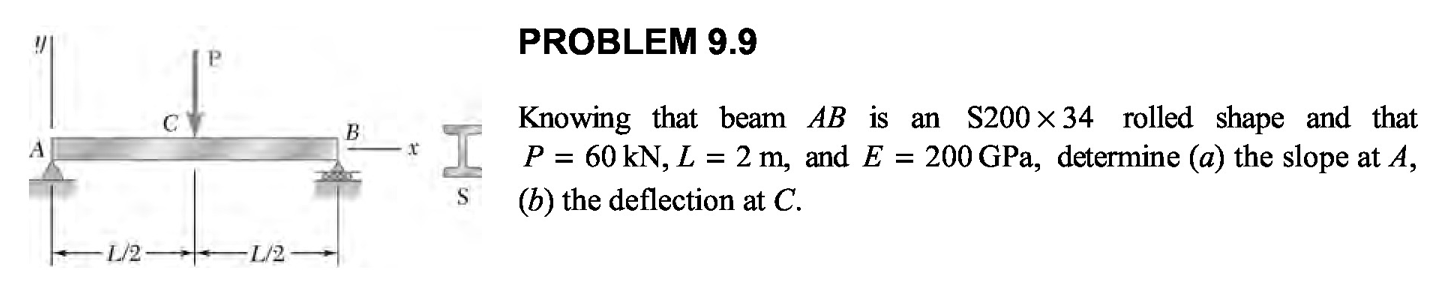 PROBLEM 9.9
Knowing that beam AB is an S200 × 34 rolled shape and that
P = 60 kN, L = 2 m, and E = 200 GPa, determine (a) the slope at A,
(b) the deflection at C.
y
P
C
B
A
x
S
L/2
L/2